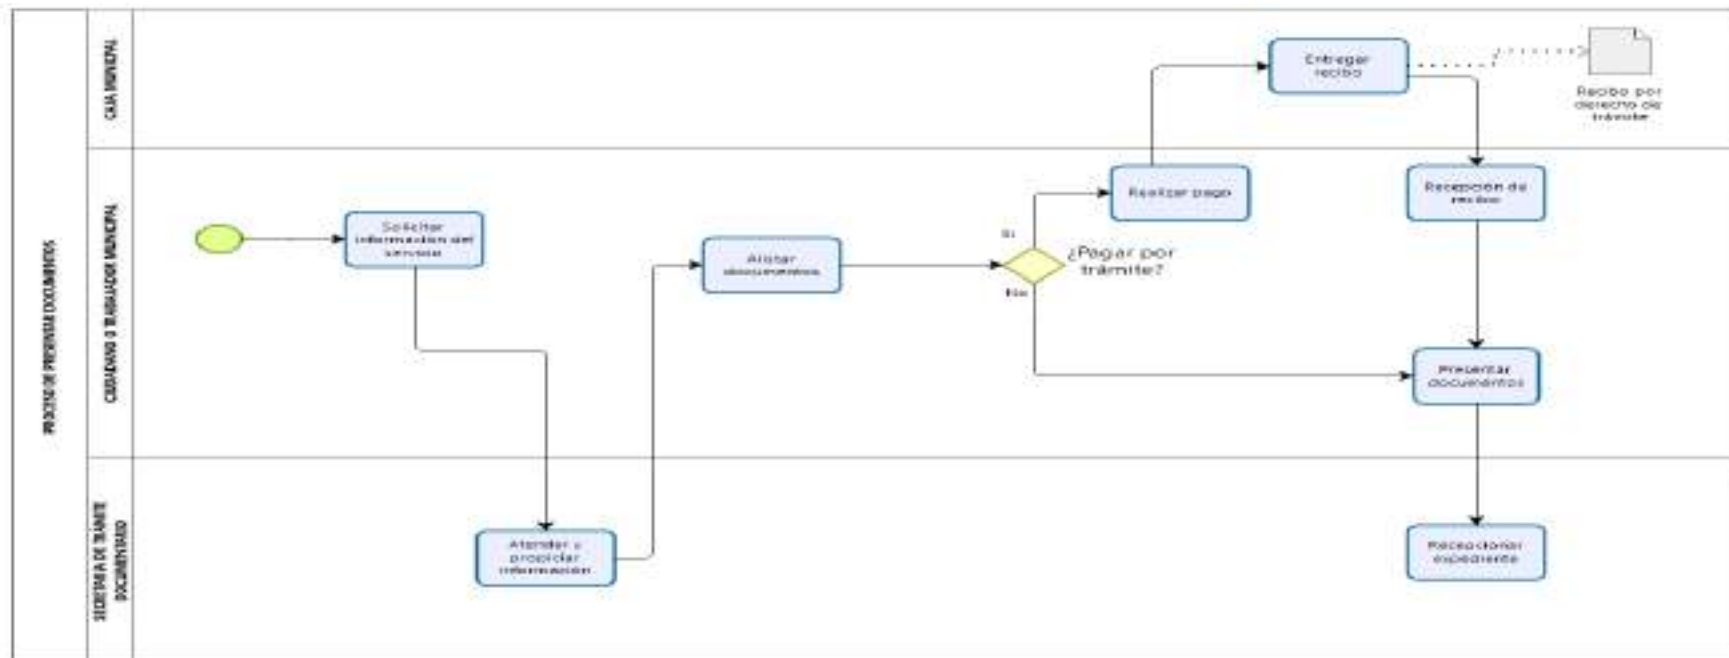 PROCESO DE PRESENTAR DOCUMENTOS
CAJA MUNICIPAL
Entregar
recibo
Recibo por
derecho de
trámite
CIUDADANO O TRABAJADOR MUNICIPAL
Solicitar
información del
servicio
Alistar
documentos
Si
¿Pagar por
trámite?
No
Realizar pago
Recepción de
recibo
Presentar
documentos
SECRETARIA DE TRÁMITE
DOCUMENTARIO
Atender y
propiciar
información
Recepcionar
expediente